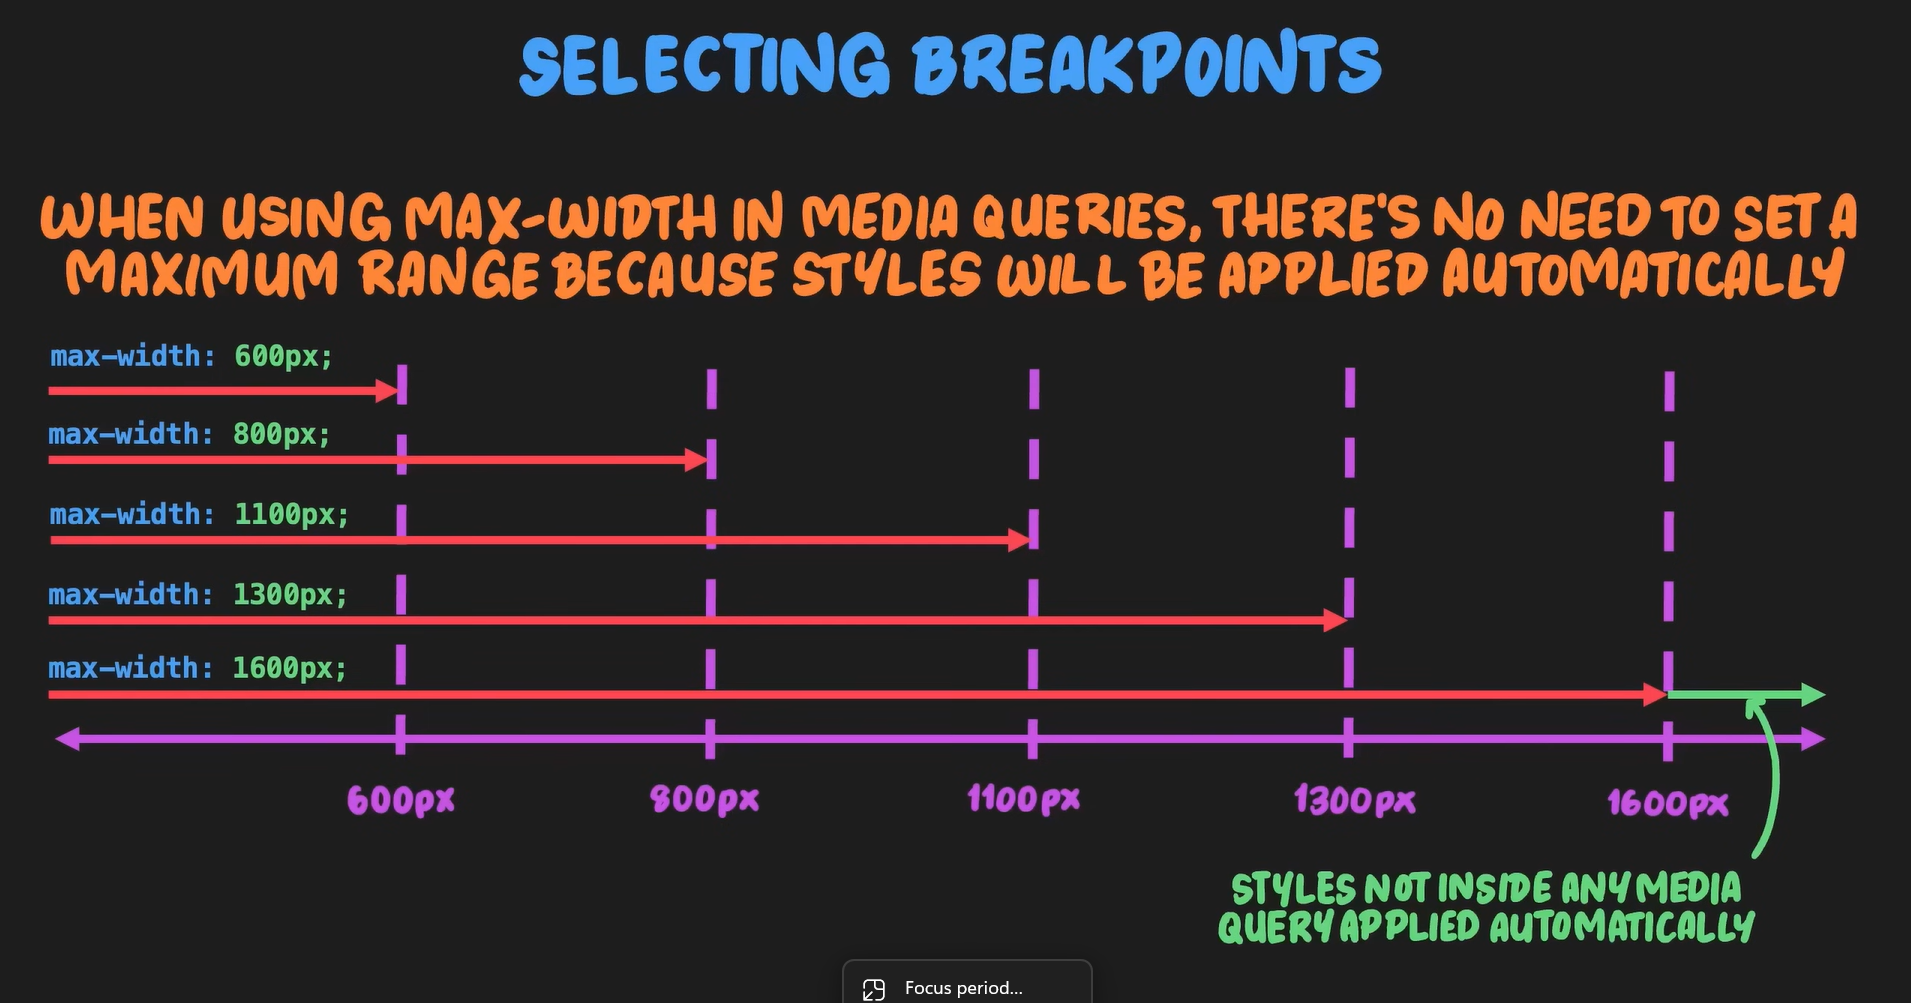 SELECTING BREAKPOINTS
WHEN USING MAX-WIDTH IN MEDIA QUERIES, THERE'S NO NEED TO SET A
MAXIMUM RANGE BECAUSE STYLES WILL BE APPLIED AUTOMATICALLY
max-width: 600px;
max-width: 800px;
max-width: 1100px;
max-width: 1300px;
max-width: 1600px;
600px 800px 1100px 1300px 1600px
STYLES NOT INSIDE ANY MEDIA
QUERY APPLIED AUTOMATICALLY
Focus period...